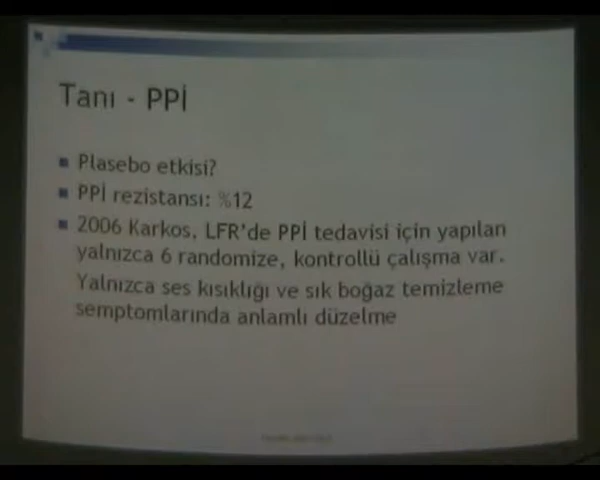 Tanı - PPİ
Plasebo etkisi?
PPİ rezistansı: %12
2006 Karkos, LFR'de PPİ tedavisi için yapılan
yalnızca 6 randomize, kontrollü çalışma var.
Yalnızca ses kısıklığı ve sık boğaz temizleme
semptomlarında anlamlı düzelme